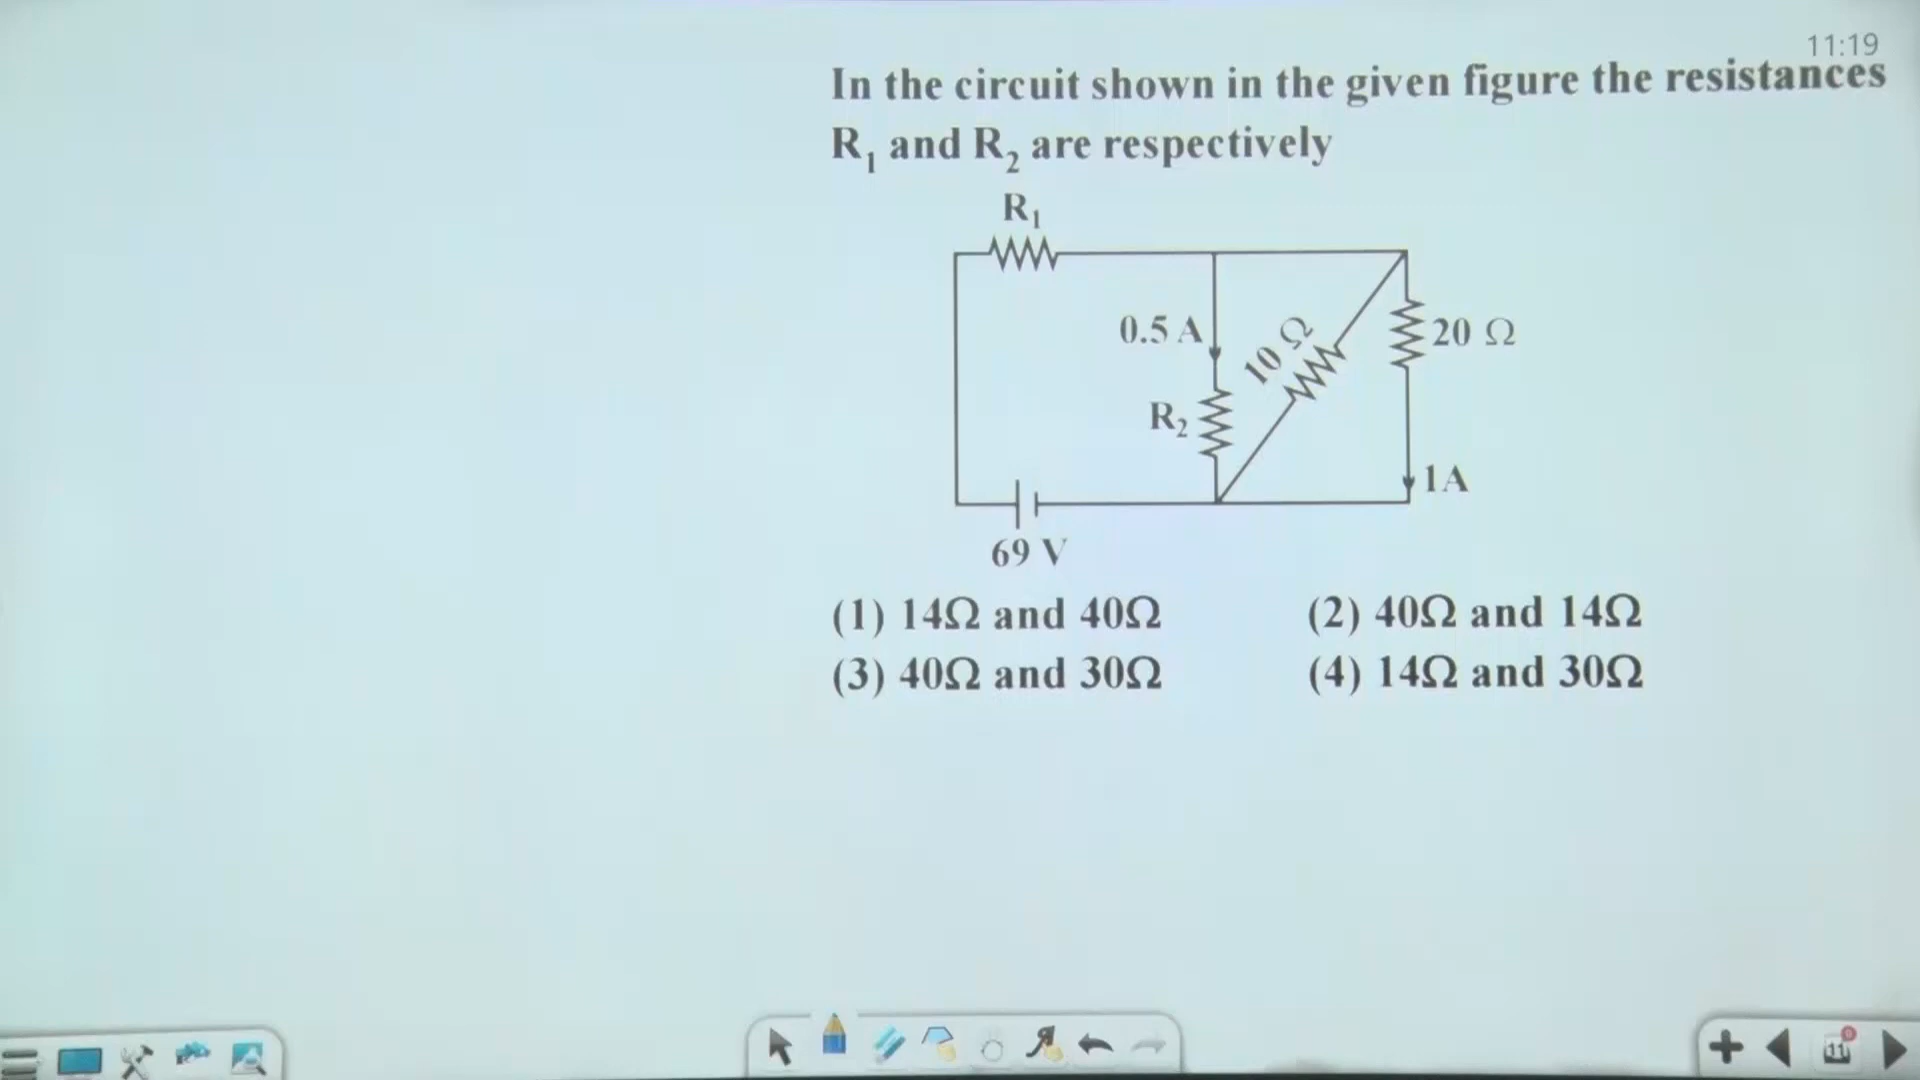 11:19
In the circuit shown in the given figure the resistances
R₁ and R₂ are respectively
R₁
0.5 A
10 Ω
20 Ω
R₂
1A
69 V
(1) 14Ω and 40Ω
(2) 40Ω and 14Ω
(3) 40Ω and 30Ω
(4) 14Ω and 30Ω
11